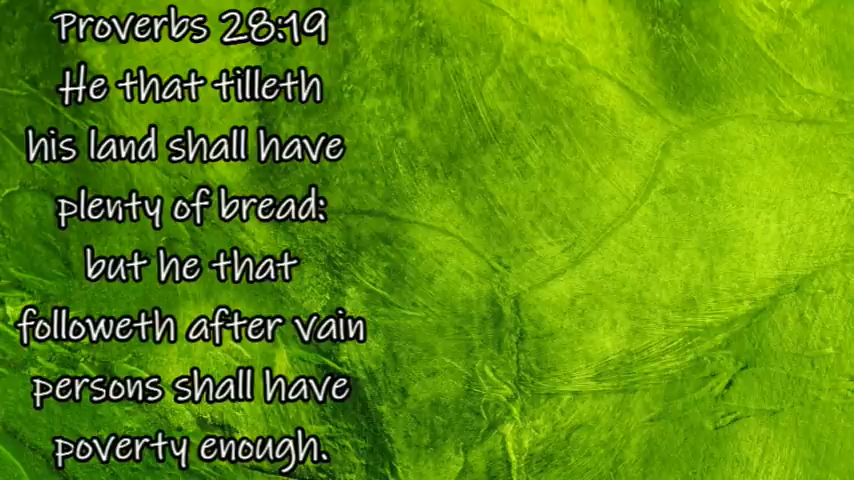 Proverbs 28:19
He that tilleth
his land shall have
plenty of bread:
but he that
followeth after vain
persons shall have
poverty enough.